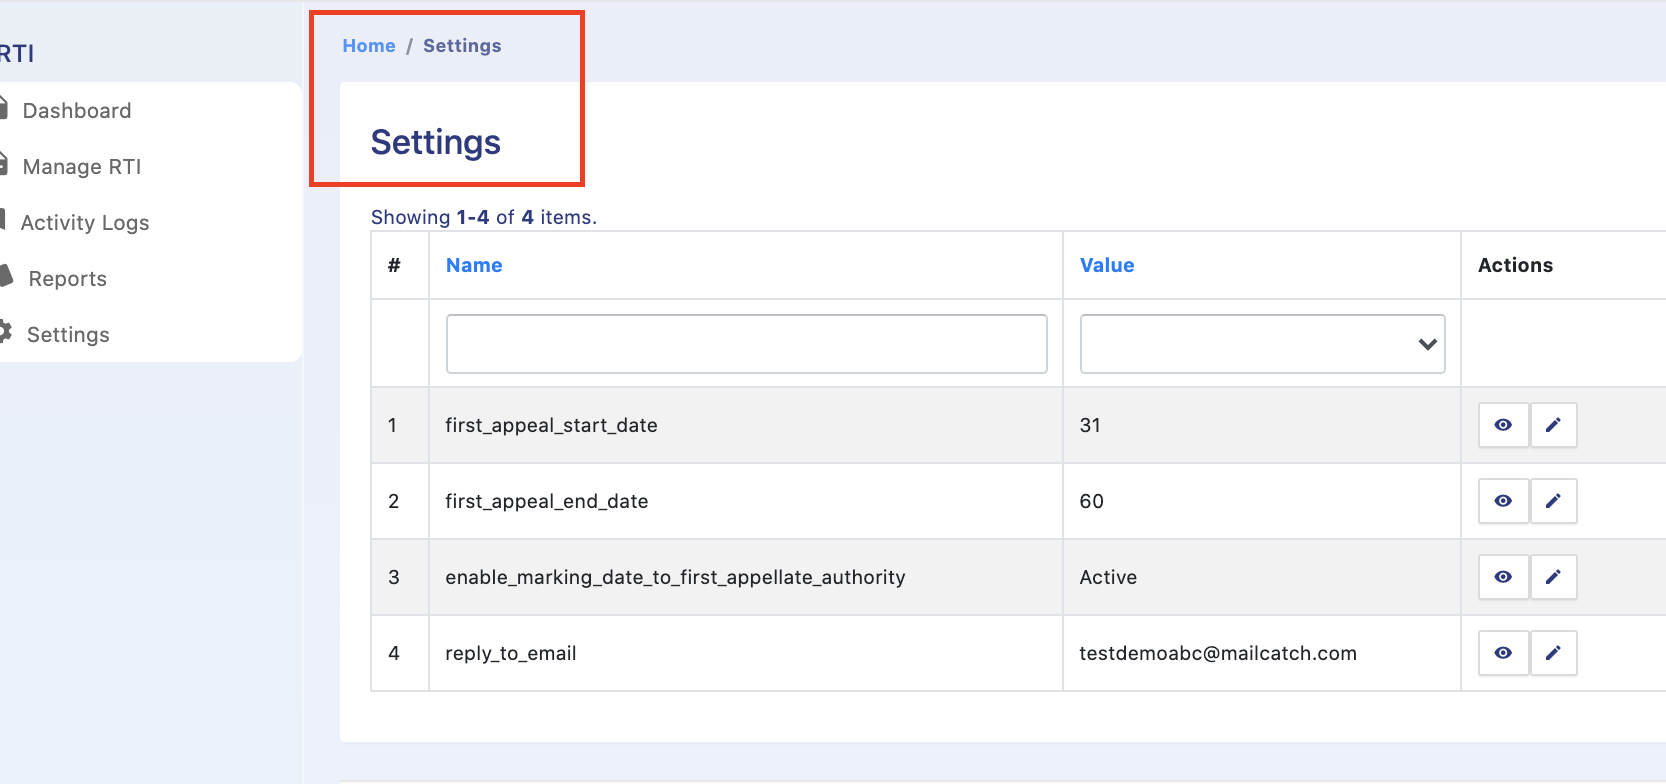 RTI
Dashboard
Manage RTI
Activity Logs
Reports
Settings
Home / Settings
Settings
Showing 1-4 of 4 items.
# Name Value Actions
1 first_appeal_start_date 31
2 first_appeal_end_date 60
3 enable_marking_date_to_first_appellate_authority Active
4 reply_to_email testdemoabc@mailcatch.com